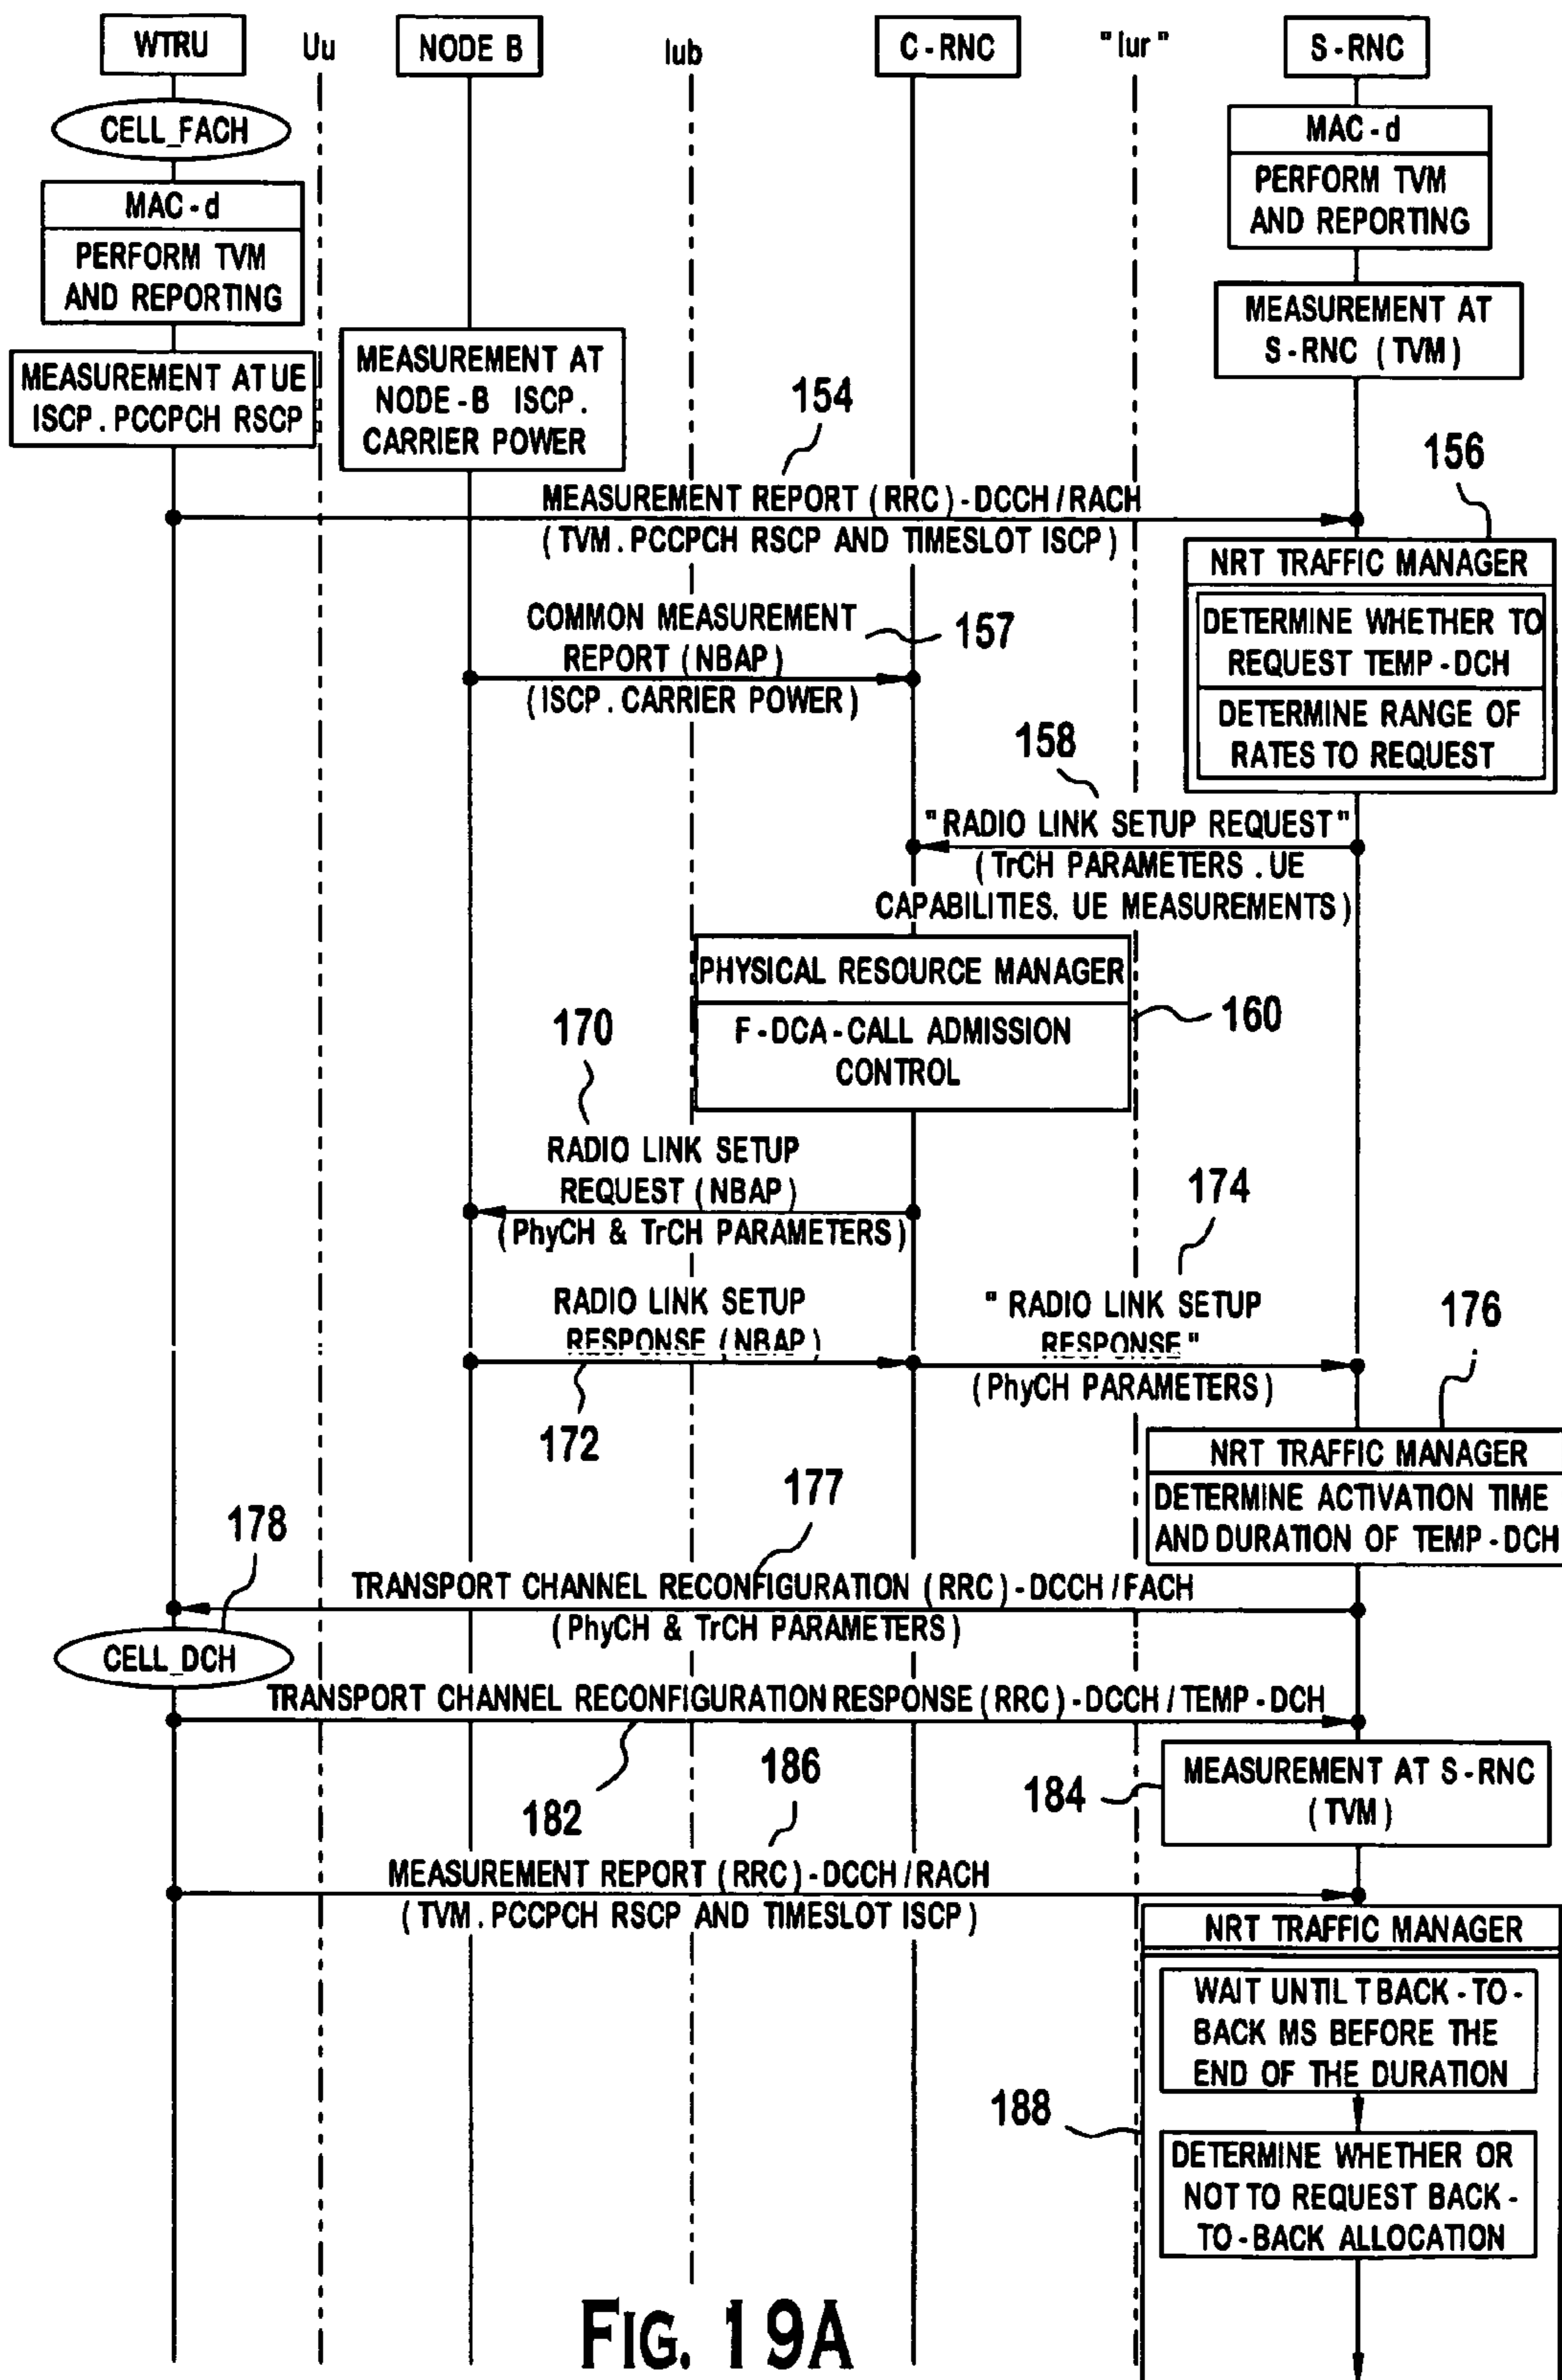 WTRU
Uu
NODE B
Iub
C-RNC
"Iur"
S-RNC
CELL_FACH
MAC-d
PERFORM TVM
AND REPORTING
MEASUREMENT AT UE
ISCP. PCCPCH RSCP
MEASUREMENT AT
NODE-B ISCP.
CARRIER POWER
MAC-d
PERFORM TVM
AND REPORTING
MEASUREMENT AT
S-RNC (TVM)
154
MEASUREMENT REPORT (RRC)-DCCH/RACH
(TVM. PCCPCH RSCP AND TIMESLOT ISCP)
156
NRT TRAFFIC MANAGER
DETERMINE WHETHER TO
REQUEST TEMP-DCH
DETERMINE RANGE OF
RATES TO REQUEST
COMMON MEASUREMENT
REPORT (NBAP)
(ISCP. CARRIER POWER)
157
158
"RADIO LINK SETUP REQUEST"
(TrCH PARAMETERS. UE
CAPABILITIES. UE MEASUREMENTS)
PHYSICAL RESOURCE MANAGER
F-DCA-CALL ADMISSION
CONTROL
160
170
RADIO LINK SETUP
REQUEST (NBAP)
(PhyCH & TrCH PARAMETERS)
174
RADIO LINK SETUP
RESPONSE (NBAP)
172
"RADIO LINK SETUP
RESPONSE"
(PhyCH PARAMETERS)
176
NRT TRAFFIC MANAGER
DETERMINE ACTIVATION TIME
AND DURATION OF TEMP-DCH
177
178
TRANSPORT CHANNEL RECONFIGURATION (RRC)-DCCH/FACH
(PhyCH & TrCH PARAMETERS)
CELL_DCH
TRANSPORT CHANNEL RECONFIGURATION RESPONSE (RRC)-DCCH/TEMP-DCH
182
184
MEASUREMENT AT S-RNC
(TVM)
186
MEASUREMENT REPORT (RRC)-DCCH/RACH
(TVM. PCCPCH RSCP AND TIMESLOT ISCP)
NRT TRAFFIC MANAGER
WAIT UNTIL T BACK-TO-
BACK MS BEFORE THE
END OF THE DURATION
188
DETERMINE WHETHER OR
NOT TO REQUEST BACK-
TO-BACK ALLOCATION
FIG. 19A